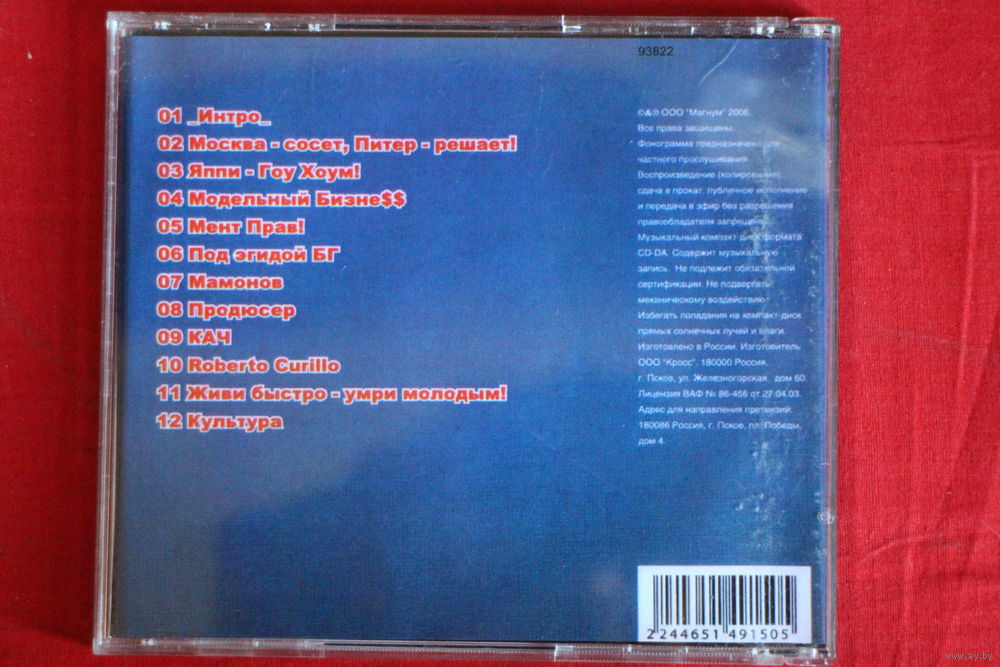 93822
01 _Интро_
02 Москва - сосет, Питер - решает!
03 Яппи - Гоу Хоум!
04 Модельный Бизне$$
05 Мент Прав!
06 Под эгидой БГ
07 Мамонов
08 Продюсер
09 КАЧ
10 Roberto Curillo
11 Живи быстро - умри молодым!
12 Культура
©&℗ ООО "Магнум" 2006.
Все права защищены.
Фонограмма предназначена для
частного прослушивания
Воспроизведение (копирование),
сдача в прокат, публичное исполнение
и передача в эфир без разрешения
правообладателя запрещены.
Музыкальный компакт-диск формата
CD-DA. Содержит музыкальную
запись. Не подлежит обязательной
сертификации. Не подвергать
механическому воздействию!
Избегать попадания на компакт-диск
прямых солнечных лучей и влаги.
Изготовлено в России. Изготовитель
ООО "Кросс". 180000 Россия,
г. Псков, ул. Железногорская, дом 60.
Лицензия ВАФ № 86-456 от 27.04.03.
Адрес для направления претензий:
180086 Россия, г. Псков, пл. Победы,
дом 4.
2 244651 491505
www.ay.by